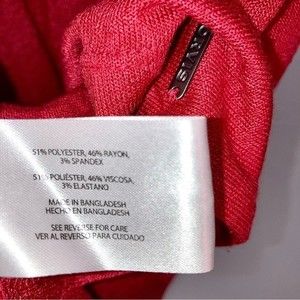 51% POLYESTER, 46% RAYON,
3% SPANDEX
51% POLIÉSTER, 46% VISCOSA,
3% ELASTANO
MADE IN BANGLADESH
HECHO EN BANGLADESH
SEE REVERSE FOR CARE
VER AL REVERSO PARA CUIDADO